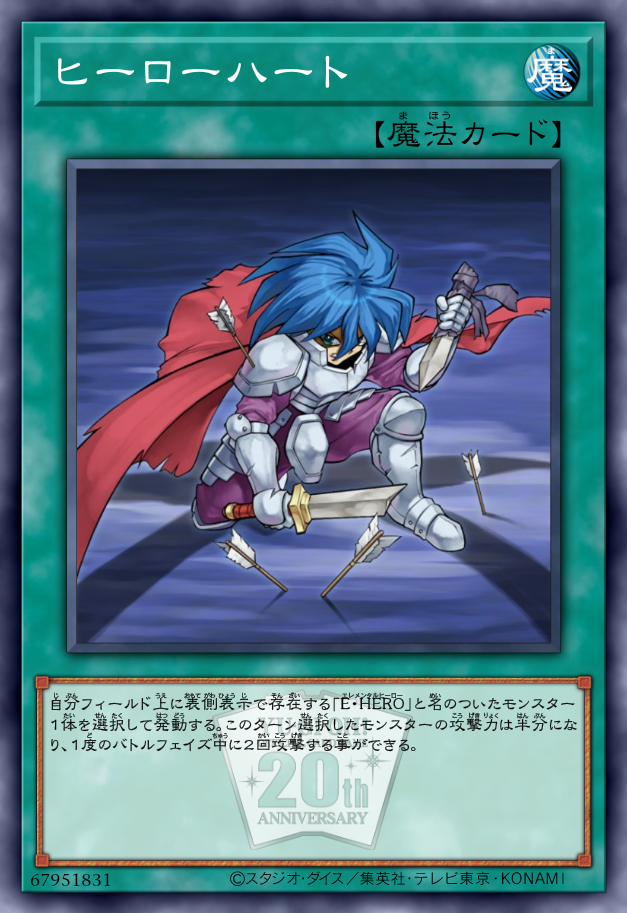 ヒーローハート
魔
【魔法カード】
自分フィールド上に表側表示で存在する「E・HERO」と名のついたモンスター
1体を選択して発動する。このターン選択したモンスターの攻撃力は半分にな
り、1度のバトルフェイズ中に2回攻撃する事ができる。
20th
ANNIVERSARY
67951831
©スタジオ・ダイス/集英社・テレビ東京・KONAMI